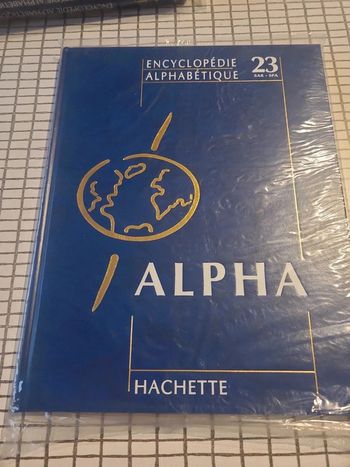 ENCYCLOPÉDIE 23
ALPHABÉTIQUE SAR - SPA
ALPHA
HACHETTE